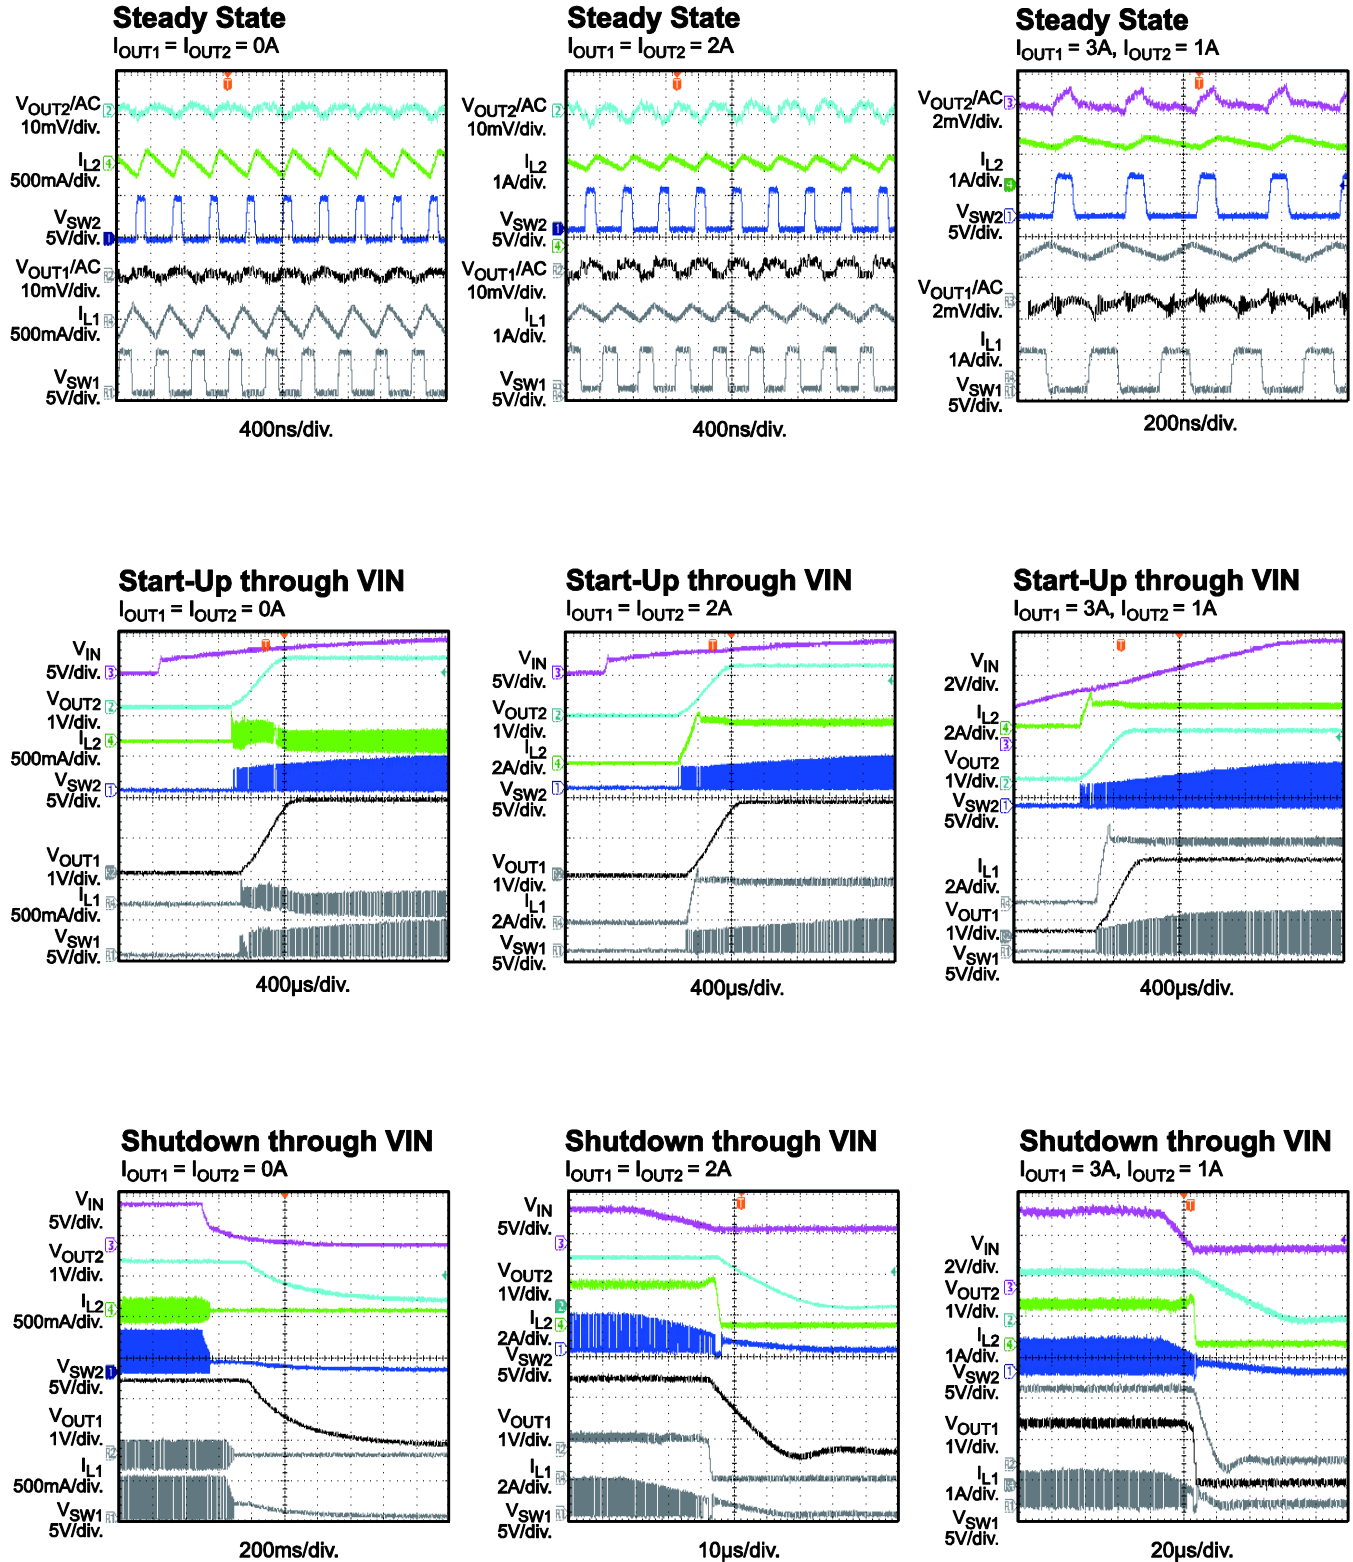 Steady State
IOUT1 = IOUT2 = 0A
VOUT2/AC
10mV/div.
IL2
500mA/div.
VSW2
5V/div.
VOUT1/AC
10mV/div.
IL1
500mA/div.
VSW1
5V/div.
400ns/div.
Steady State
IOUT1 = IOUT2 = 2A
VOUT2/AC
10mV/div.
IL2
1A/div.
VSW2
5V/div.
VOUT1/AC
10mV/div.
IL1
1A/div.
VSW1
5V/div.
400ns/div.
Steady State
IOUT1 = 3A, IOUT2 = 1A
VOUT2/AC
2mV/div.
IL2
1A/div.
VSW2
5V/div.
VOUT1/AC
2mV/div.
IL1
1A/div.
VSW1
5V/div.
200ns/div.
Start-Up through VIN
IOUT1 = IOUT2 = 0A
VIN
5V/div.
VOUT2
1V/div.
IL2
500mA/div.
VSW2
5V/div.
VOUT1
1V/div.
IL1
500mA/div.
VSW1
5V/div.
400µs/div.
Start-Up through VIN
IOUT1 = IOUT2 = 2A
VIN
5V/div.
VOUT2
1V/div.
IL2
2A/div.
VSW2
5V/div.
VOUT1
1V/div.
IL1
2A/div.
VSW1
5V/div.
400µs/div.
Start-Up through VIN
IOUT1 = 3A, IOUT2 = 1A
VIN
2V/div.
IL2
2A/div.
VOUT2
1V/div.
VSW2
5V/div.
IL1
2A/div.
VOUT1
1V/div.
VSW1
5V/div.
400µs/div.
Shutdown through VIN
IOUT1 = IOUT2 = 0A
VIN
5V/div.
VOUT2
1V/div.
IL2
500mA/div.
VSW2
5V/div.
VOUT1
1V/div.
IL1
500mA/div.
VSW1
5V/div.
200ms/div.
Shutdown through VIN
IOUT1 = IOUT2 = 2A
VIN
5V/div.
VOUT2
1V/div.
IL2
2A/div.
VSW2
5V/div.
VOUT1
1V/div.
IL1
2A/div.
VSW1
5V/div.
10µs/div.
Shutdown through VIN
IOUT1 = 3A, IOUT2 = 1A
VIN
2V/div.
VOUT2
1V/div.
IL2
1A/div.
VSW2
5V/div.
VOUT1
1V/div.
IL1
1A/div.
VSW1
5V/div.
20µs/div.